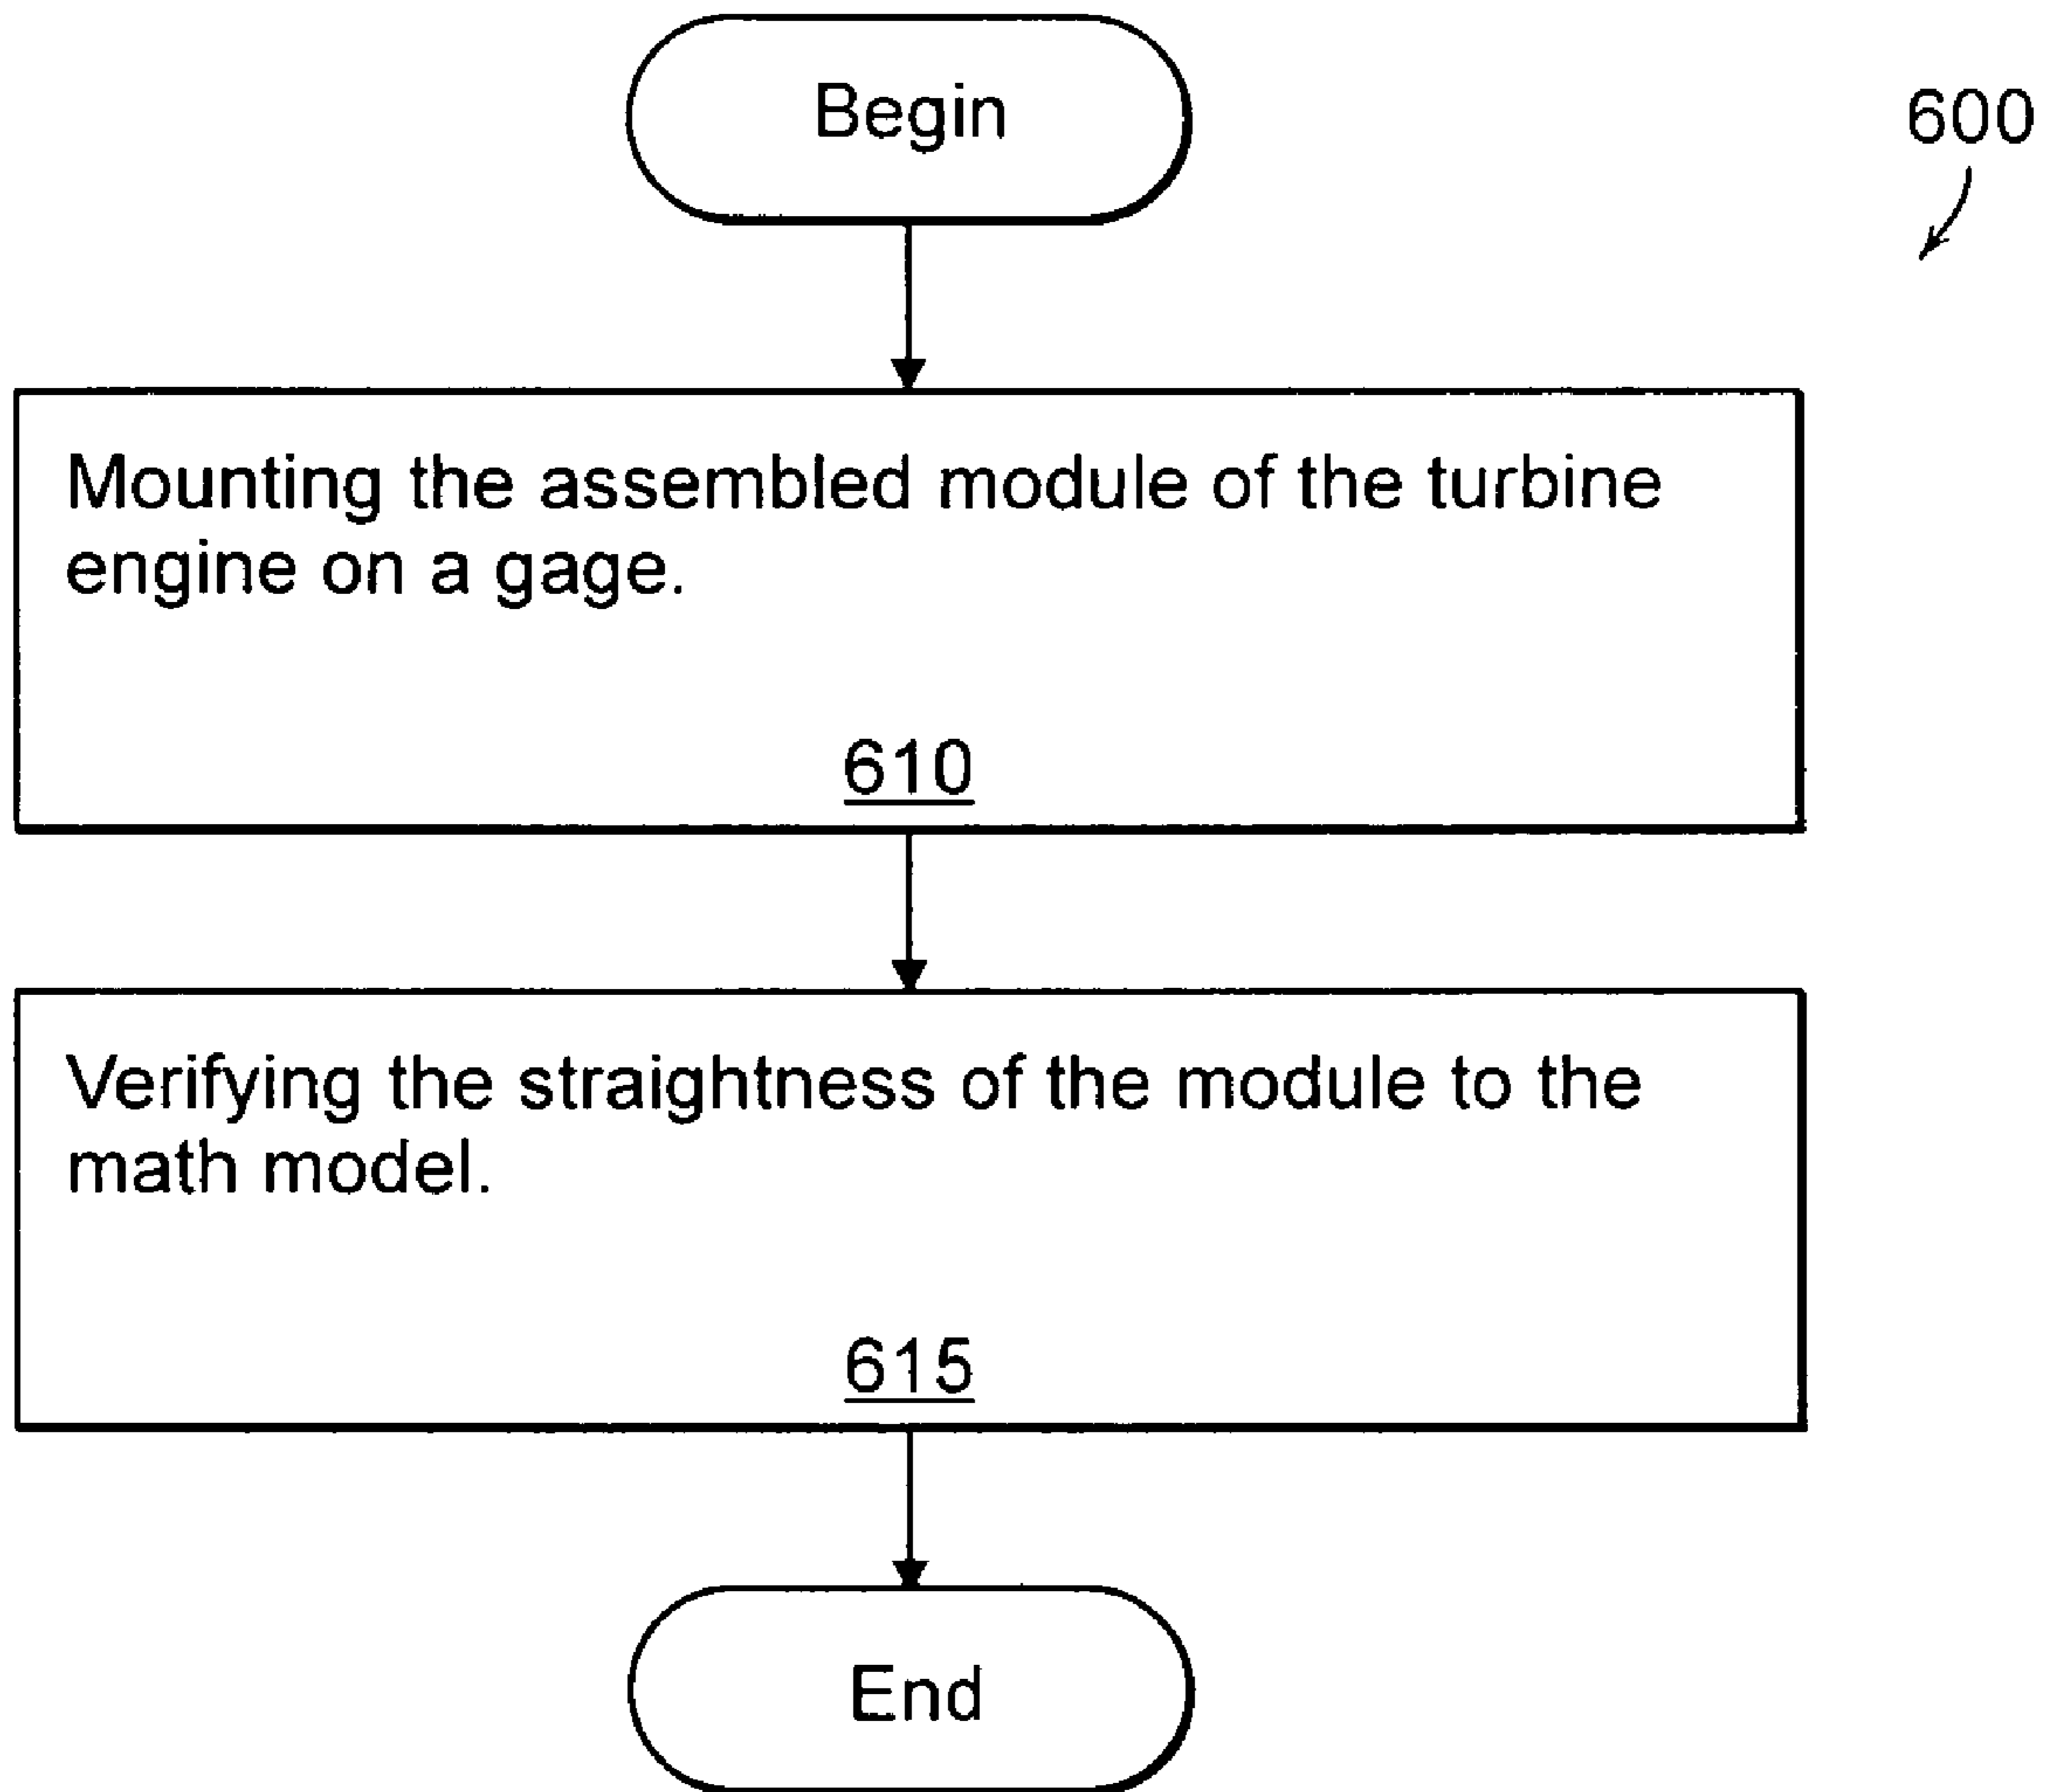 Begin
600
Mounting the assembled module of the turbine
engine on a gage.
610
Verifying the straightness of the module to the
math model.
615
End